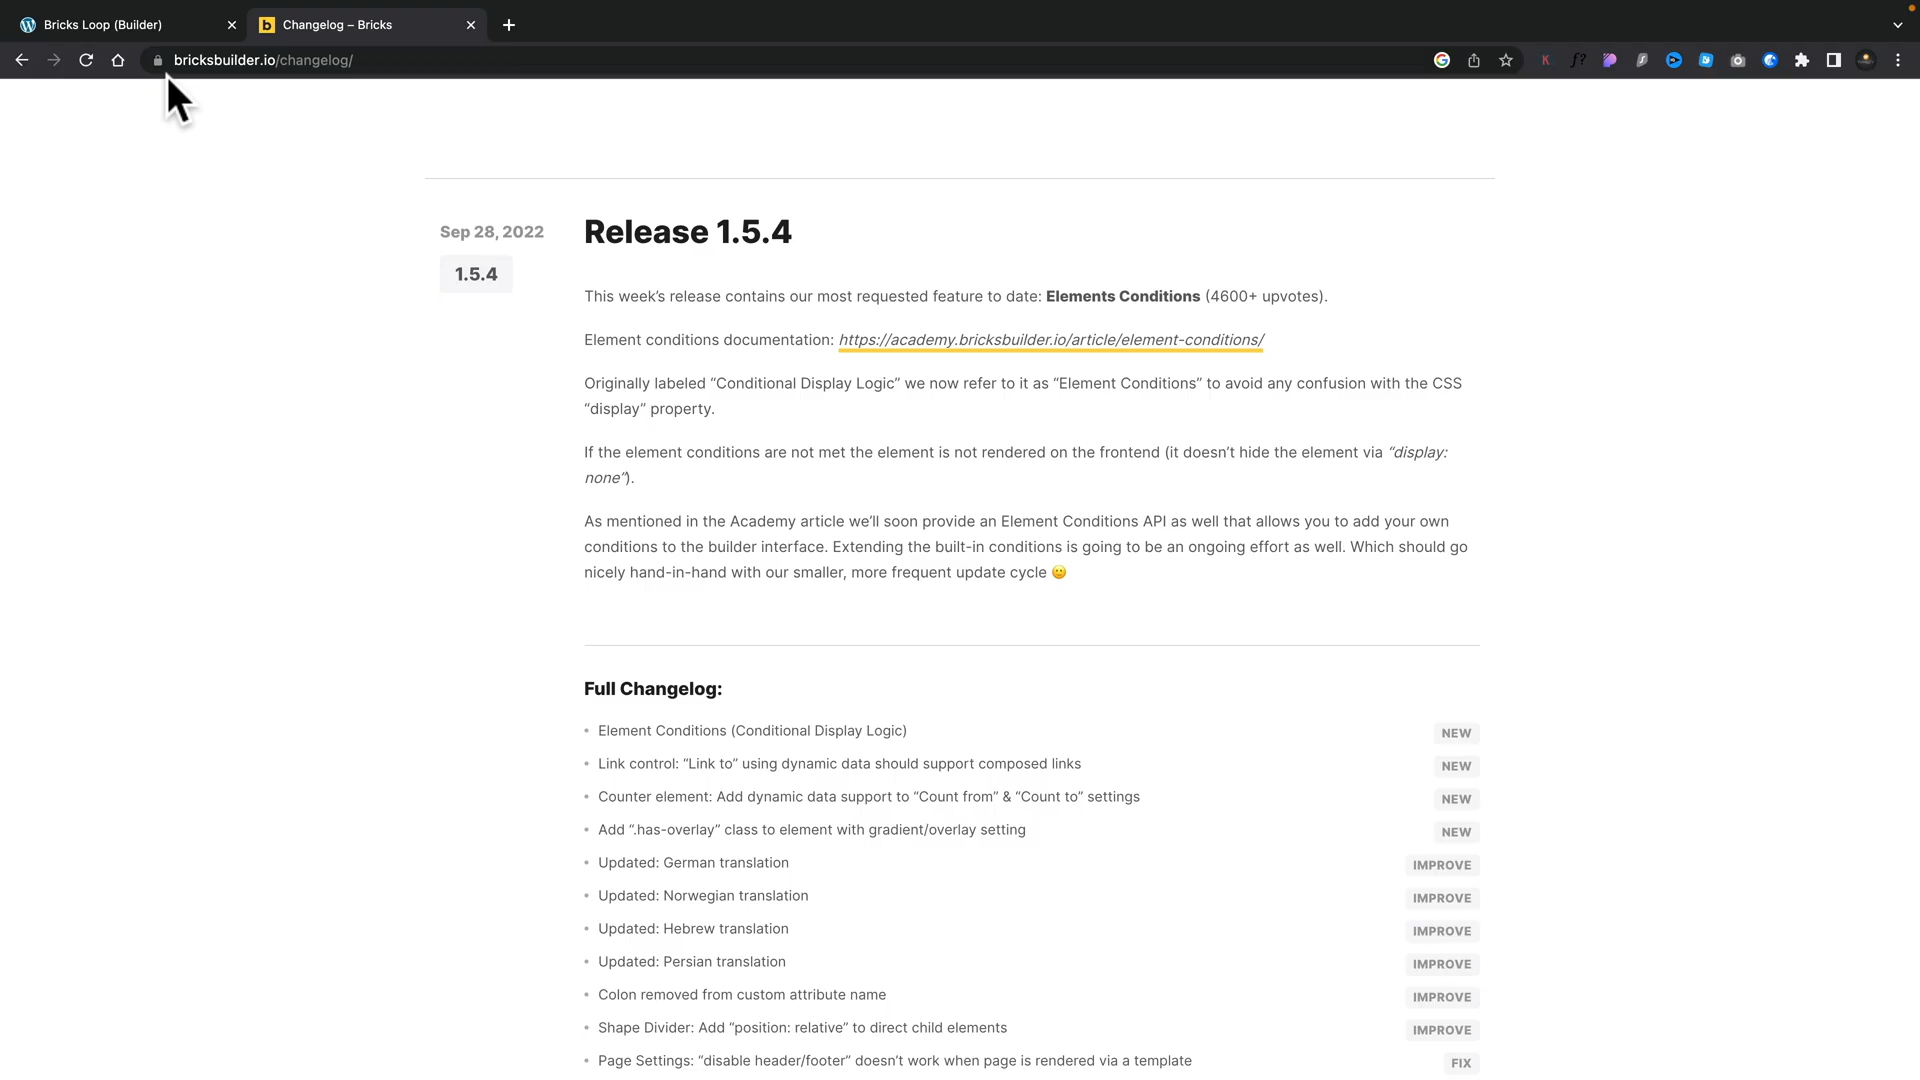 Bricks Loop (Builder)
Changelog – Bricks
bricksbuilder.io/changelog/
Sep 28, 2022
1.5.4
Release 1.5.4
This week’s release contains our most requested feature to date: Elements Conditions (4600+ upvotes).
Element conditions documentation: https://academy.bricksbuilder.io/article/element-conditions/
Originally labeled “Conditional Display Logic” we now refer to it as “Element Conditions” to avoid any confusion with the CSS
“display” property.
If the element conditions are not met the element is not rendered on the frontend (it doesn’t hide the element via “display:
none”).
As mentioned in the Academy article we’ll soon provide an Element Conditions API as well that allows you to add your own
conditions to the builder interface. Extending the built-in conditions is going to be an ongoing effort as well. Which should go
nicely hand-in-hand with our smaller, more frequent update cycle 🙂
Full Changelog:
• Element Conditions (Conditional Display Logic) NEW
• Link control: “Link to” using dynamic data should support composed links NEW
• Counter element: Add dynamic data support to “Count from” & “Count to” settings NEW
• Add “.has-overlay” class to element with gradient/overlay setting NEW
• Updated: German translation IMPROVE
• Updated: Norwegian translation IMPROVE
• Updated: Hebrew translation IMPROVE
• Updated: Persian translation IMPROVE
• Colon removed from custom attribute name IMPROVE
• Shape Divider: Add “position: relative” to direct child elements IMPROVE
• Page Settings: “disable header/footer” doesn’t work when page is rendered via a template FIX